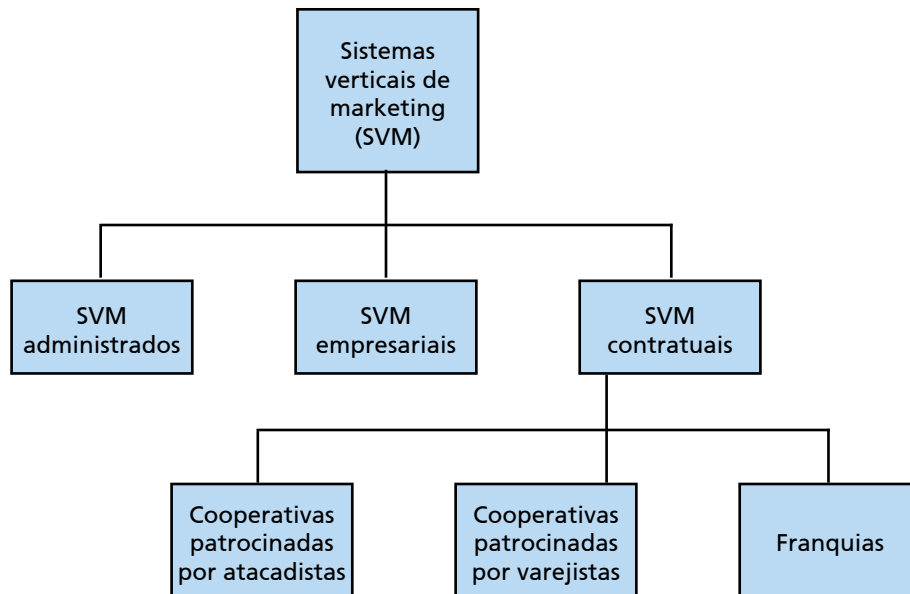 Sistemas
verticais de
marketing
(SVM)
SVM
administrados
SVM
empresariais
SVM
contratuais
Cooperativas
patrocinadas
por atacadistas
Cooperativas
patrocinadas
por varejistas
Franquias